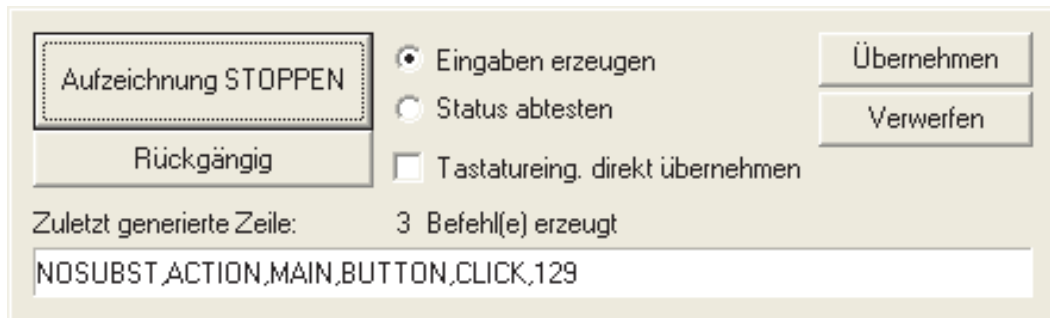 Aufzeichnung STOPPEN
Rückgängig
Eingaben erzeugen
Status abtesten
Tastatureing. direkt übernehmen
Übernehmen
Verwerfen
Zuletzt generierte Zeile: 3 Befehl(e) erzeugt
NOSUBST,ACTION,MAIN,BUTTON,CLICK,129